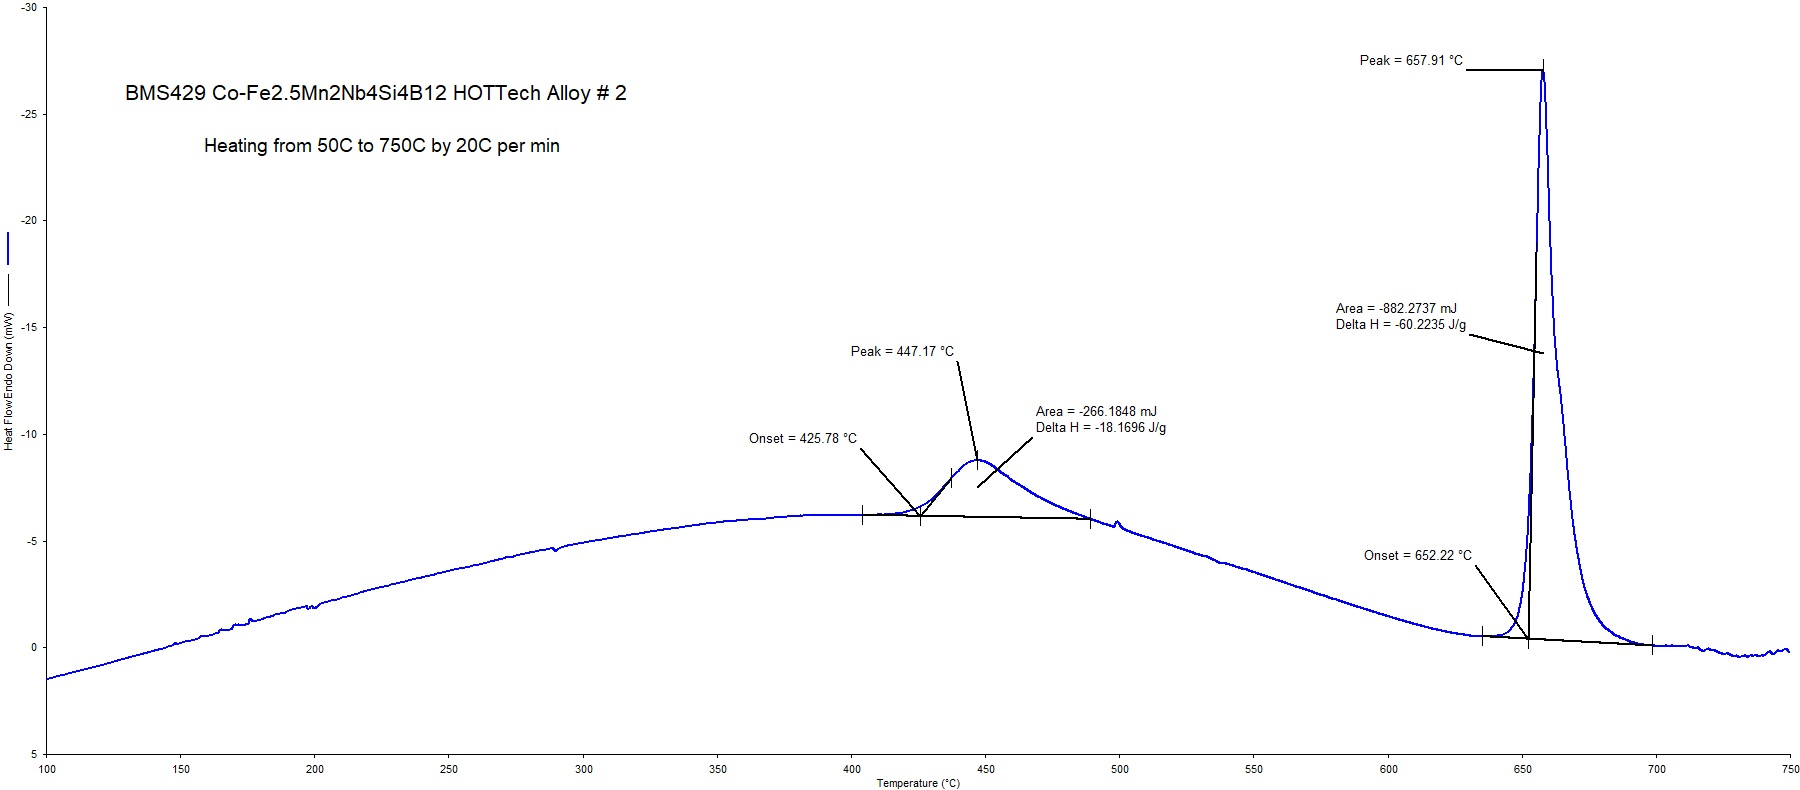 -30
-25
-20
-15
-10
-5
0
5
Heat Flow Endo Down (mW)
BMS429 Co-Fe2.5Mn2Nb4Si4B12 HOTTech Alloy # 2
Heating from 50C to 750C by 20C per min
Peak = 657.91 °C
Area = -882.2737 mJ
Delta H = -60.2235 J/g
Peak = 447.17 °C
Area = -266.1848 mJ
Delta H = -18.1696 J/g
Onset = 425.78 °C
Onset = 652.22 °C
100 150 200 250 300 350 400 450 500 550 600 650 700 750
Temperature (°C)